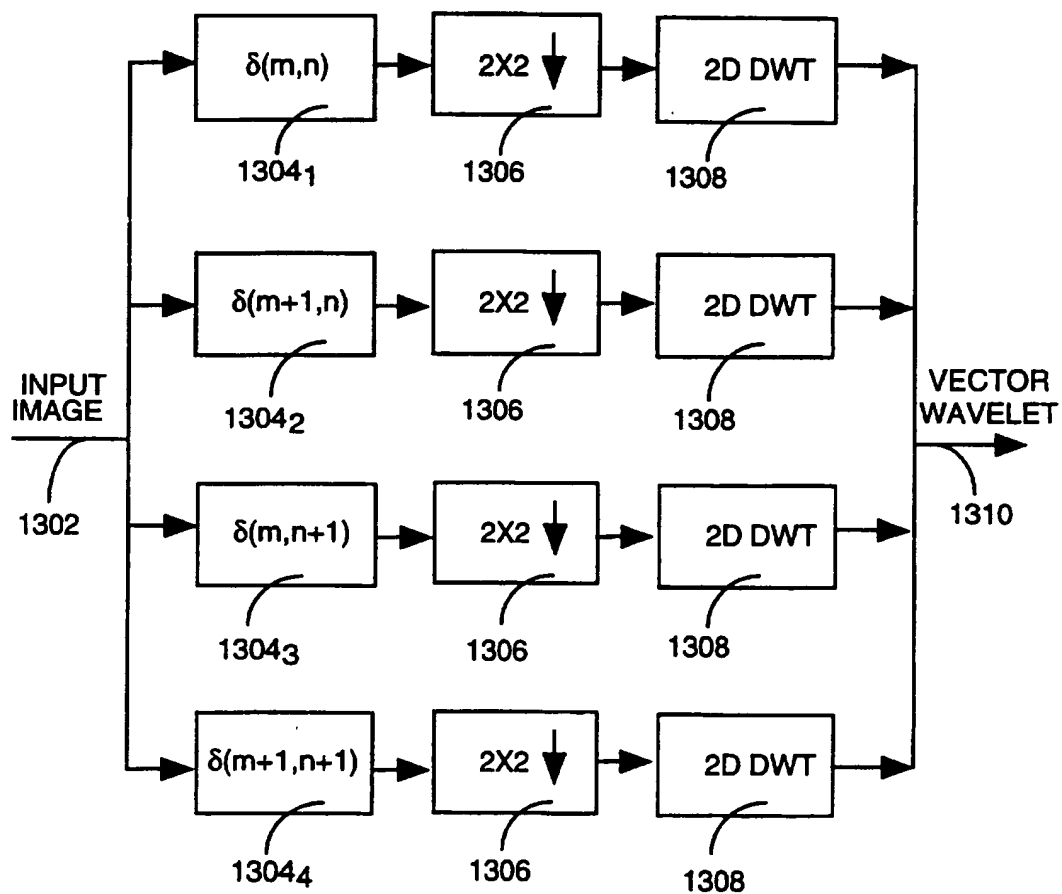 δ(m,n) 2X2 ↓ 2D DWT
1304₁ 1306 1308
δ(m+1,n) 2X2 ↓ 2D DWT
1304₂ 1306 1308
INPUT
IMAGE
1302
VECTOR
WAVELET
1310
δ(m,n+1) 2X2 ↓ 2D DWT
1304₃ 1306 1308
δ(m+1,n+1) 2X2 ↓ 2D DWT
1304₄ 1306 1308